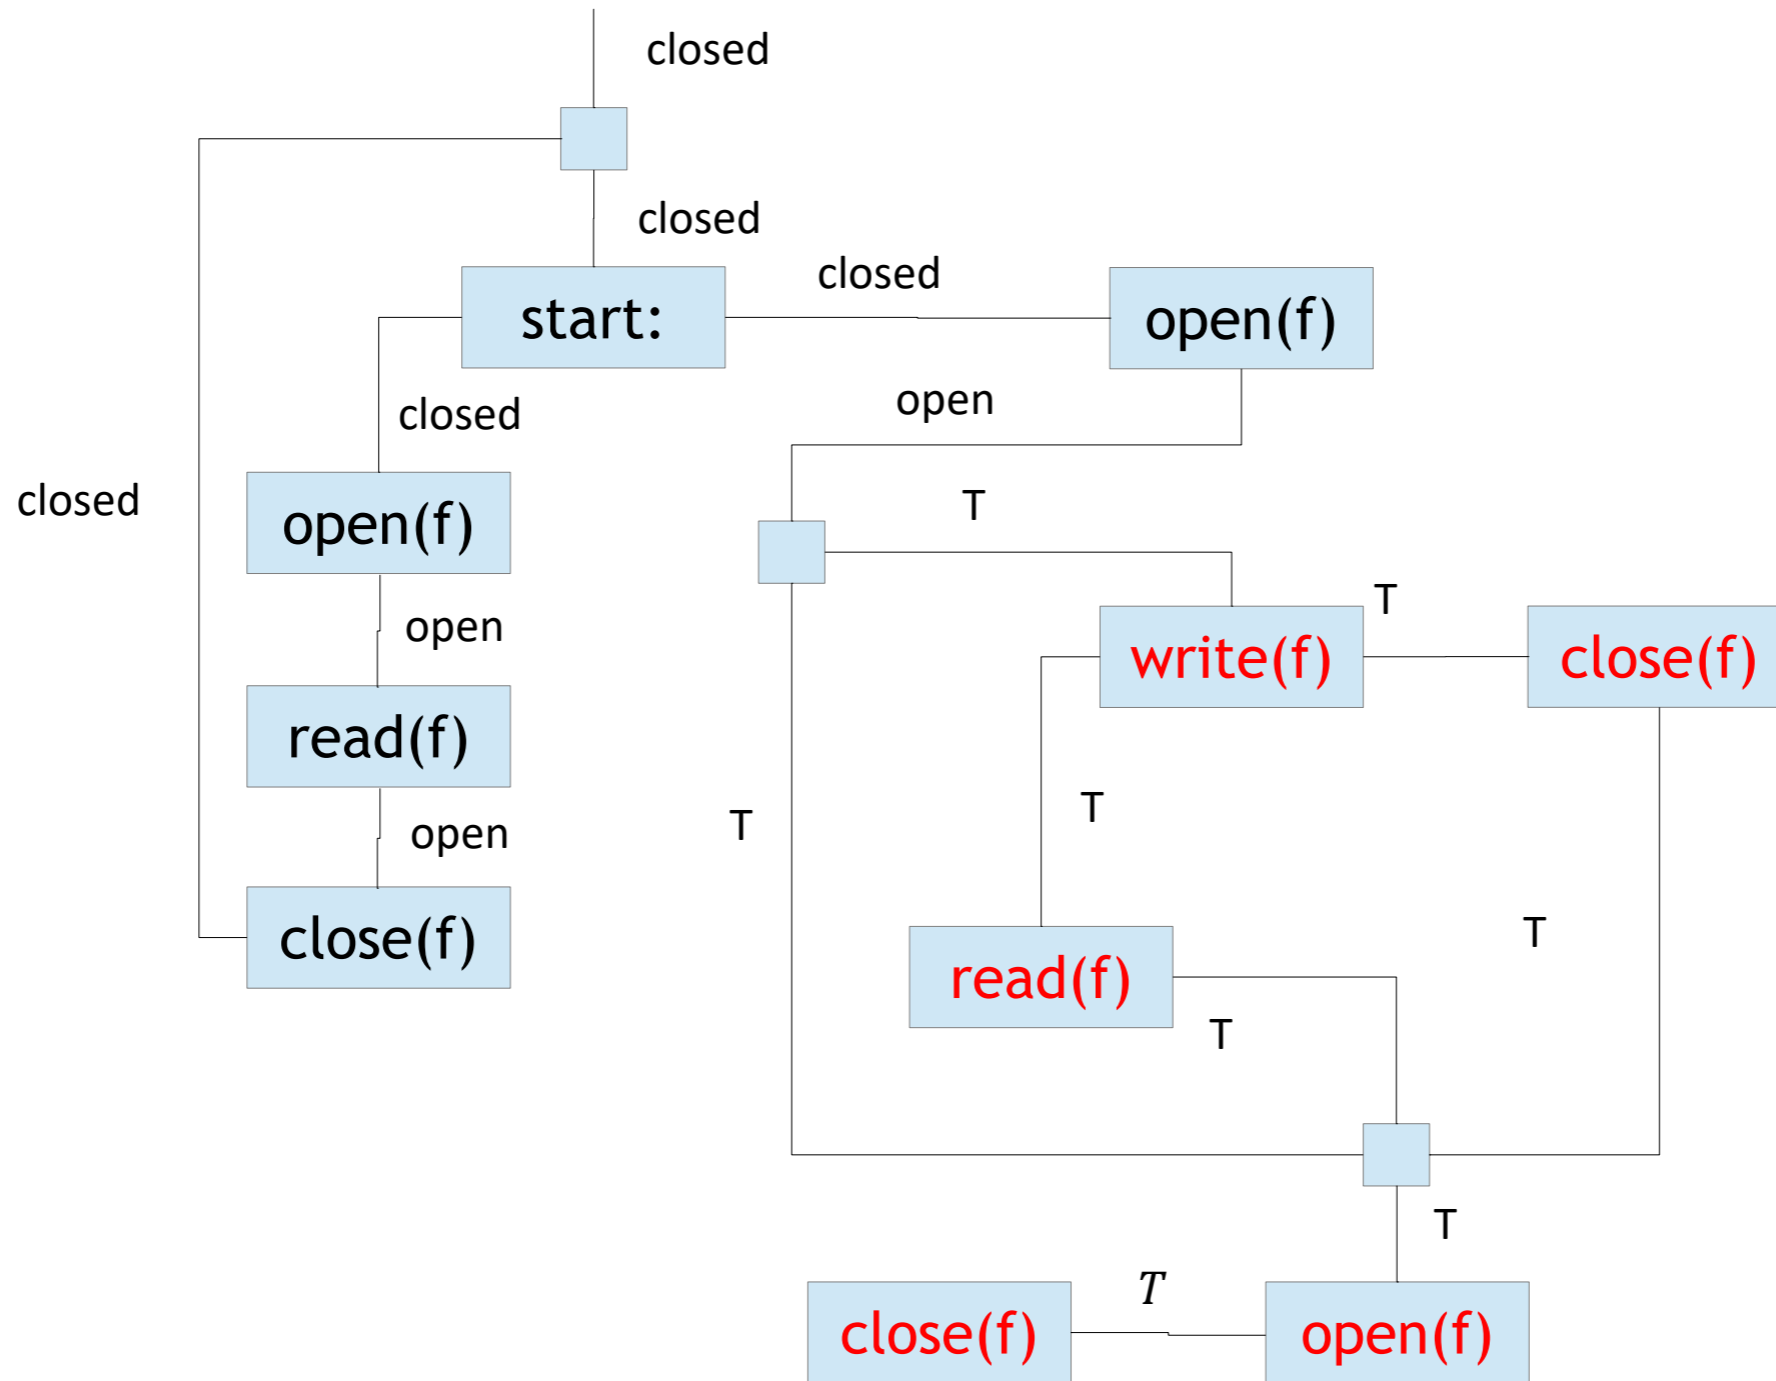 closed
closed
closed
start:
open(f)
closed
open
closed
T
open(f)
T
write(f)
close(f)
open
read(f)
T
T
open
T
close(f)
read(f)
T
T
T
close(f)
open(f)